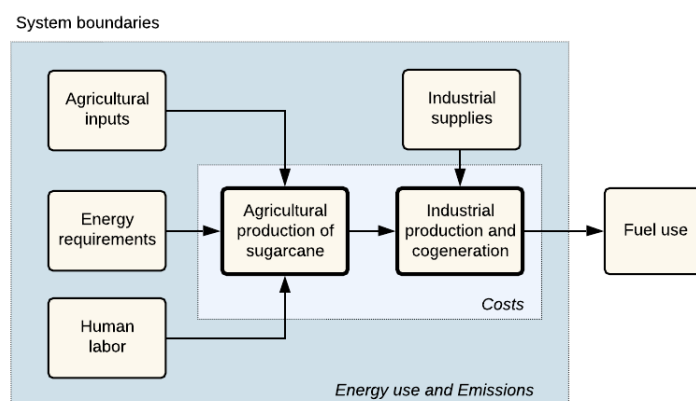 System boundaries
Agricultural
inputs
Industrial
supplies
Energy
requirements
Agricultural
production of
sugarcane
Industrial
production and
cogeneration
Fuel use
Human
labor
Costs
Energy use and Emissions